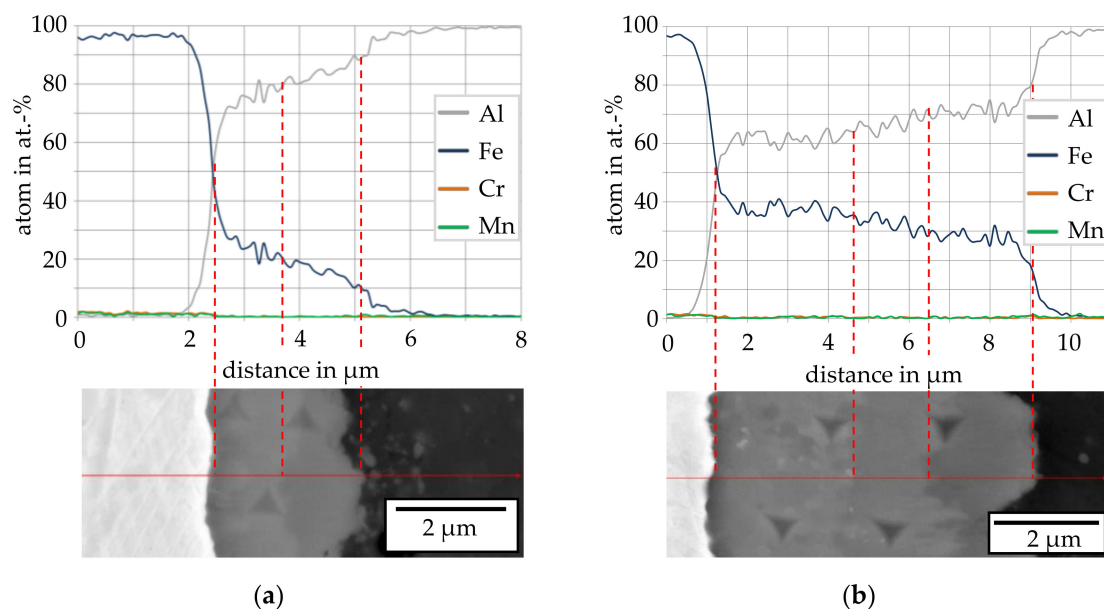 atom in at.-%
100
80
60
40
20
0
Al
Fe
Cr
Mn
0 2 4 6 8
distance in μm
2 μm
(a)
atom in at.-%
100
80
60
40
20
0
Al
Fe
Cr
Mn
0 2 4 6 8 10
distance in μm
2 μm
(b)